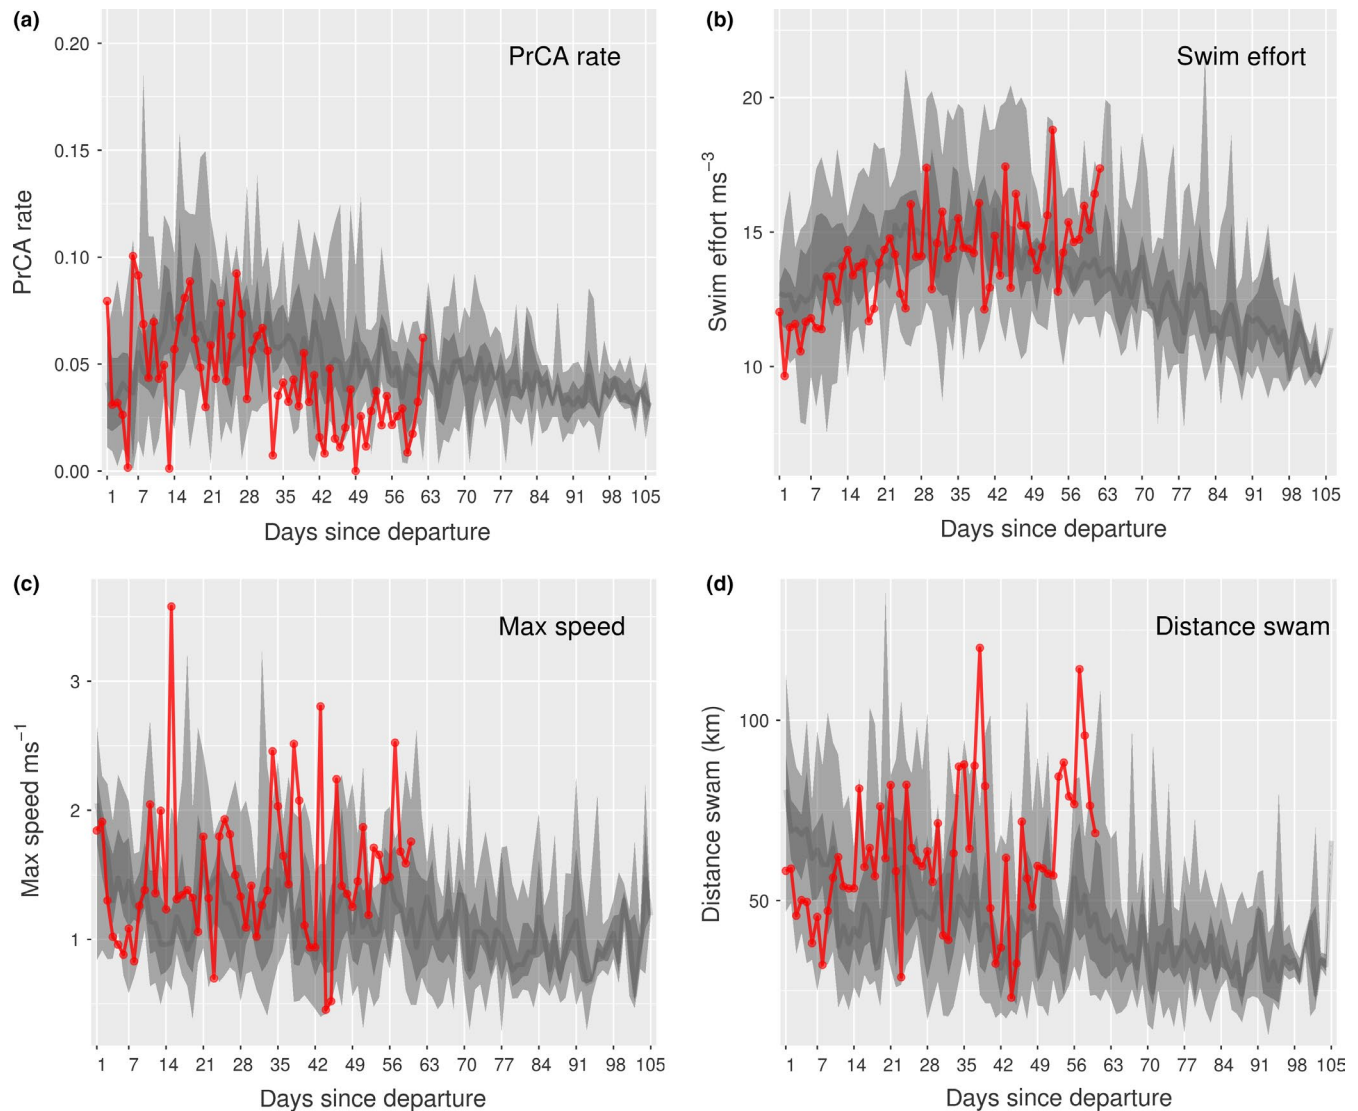 (a)
PrCA rate
0.20
0.15
0.10
0.05
0.00
PrCA rate
1 7 14 21 28 35 42 49 56 63 70 77 84 91 98 105
Days since departure
(b)
Swim effort
20
15
10
Swim effort ms⁻³
1 7 14 21 28 35 42 49 56 63 70 77 84 91 98 105
Days since departure
(c)
Max speed
3
2
1
Max speed ms⁻¹
1 7 14 21 28 35 42 49 56 63 70 77 84 91 98 105
Days since departure
(d)
Distance swam
100
50
Distance swam (km)
1 7 14 21 28 35 42 49 56 63 70 77 84 91 98 105
Days since departure